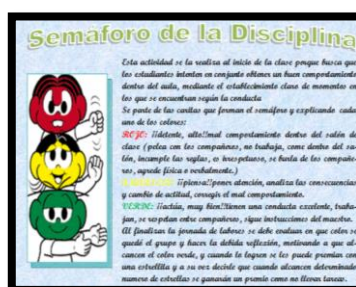 Semaforo de la Disciplina
Esta actividad se la realiza al inicio de la clase porque busca que
los estudiantes intenten en conjunto obtener un buen comportamiento
dentro del aula, mediante el establecimiento claro de momentos en
los que se encuentran según la conducta
Se parte de las caritas que forman el semáforo y explicando cada
uno de los colores:
ROJO: ¡¡detente, alto!!mal comportamiento dentro del salón de
clase (pelea con los compañeros, no trabaja, come dentro del sa-
lón, incumple las reglas, es irrespetuoso, se burla de los compañe-
ros, agrede física o verbalmente.)
¡¡piensa!!ponen atención, analiza las consecuencias
y cambio de actitud, corregís el mal comportamiento.
VERDE: ¡¡actúa, muy bien!!tienen una conducta excelente, traba-
jan, se respetan entre compañeros, sigue instrucciones del maestro.
Al finalizar la jornada de labores se debe evaluar en que color se
quedó el grupo y hacer la debida reflexión, motivando a que al-
cancen el color verde, y cuando lo logren se les puede premiar con
una estrellita y a su vez decirle que cuando alcancen determinado
numero de estrellas se ganarán un premio como no llevar tareas.